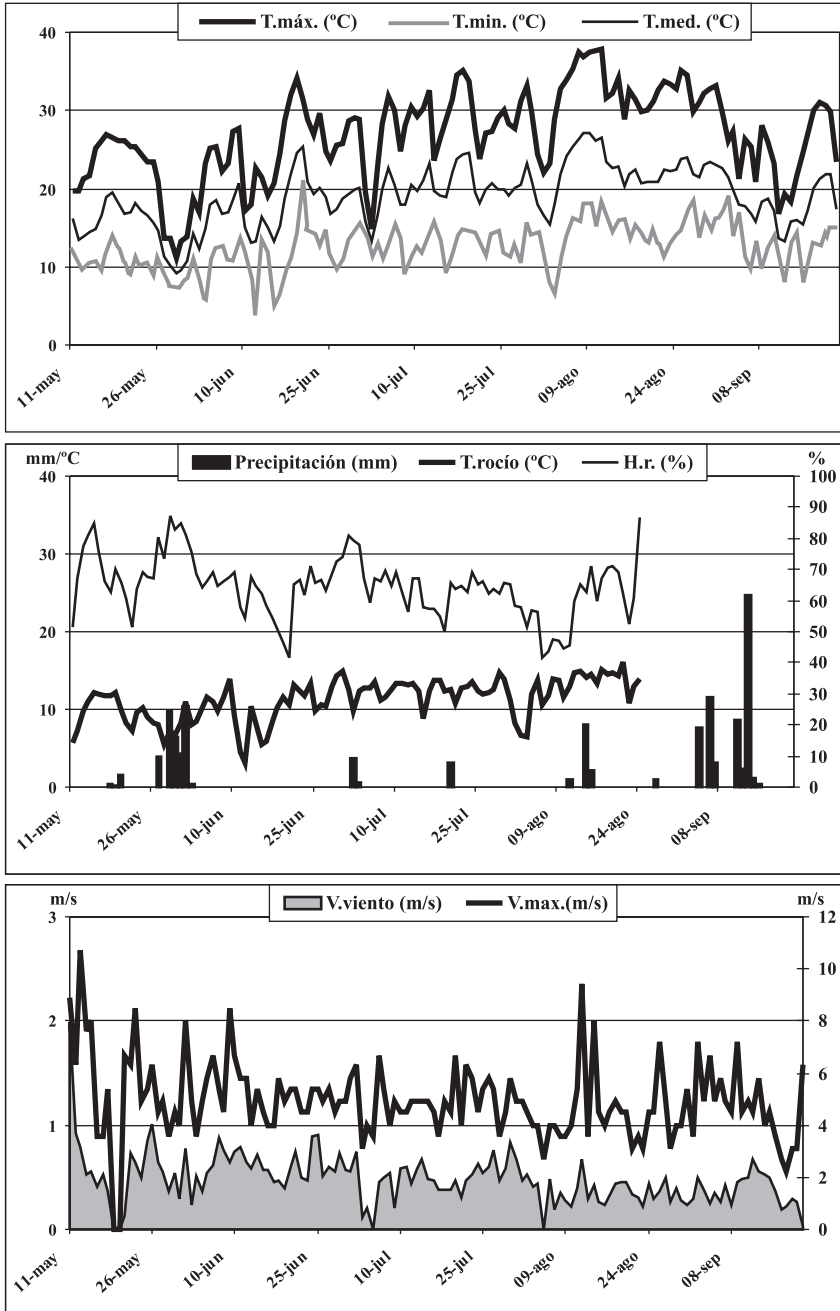 T.máx. (ºC) T.min. (ºC) T.med. (ºC)
40
30
20
10
0
11-may 26-may 10-jun 25-jun 10-jul 25-jul 09-ago 24-ago 08-sep
mm/ºC %
Precipitación (mm) T.rocío (ºC) H.r. (%)
40 100
90
30 80
70
60
20 50
40
10 30
20
10
0 0
11-may 26-may 10-jun 25-jun 10-jul 25-jul 09-ago 24-ago 08-sep
m/s m/s
V.viento (m/s) V.max.(m/s)
3 12
10
2 8
6
1 4
2
0 0
11-may 26-may 10-jun 25-jun 10-jul 25-jul 09-ago 24-ago 08-sep